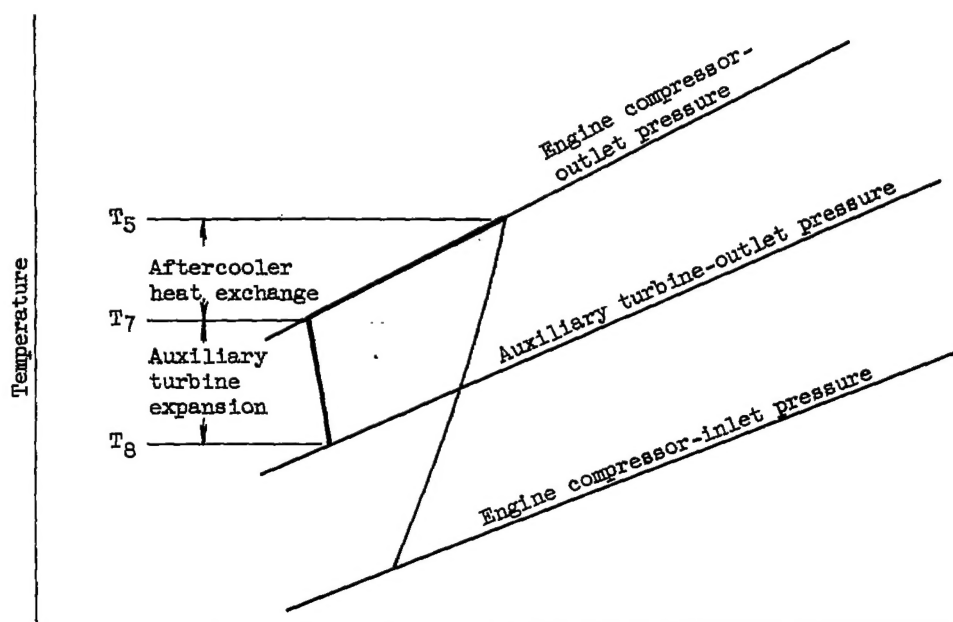 Engine compressor-
outlet pressure
T5
Aftercooler
heat exchange
Auxiliary turbine-outlet pressure
T7
Auxiliary
turbine
expansion
Temperature
T8
Engine compressor-inlet pressure